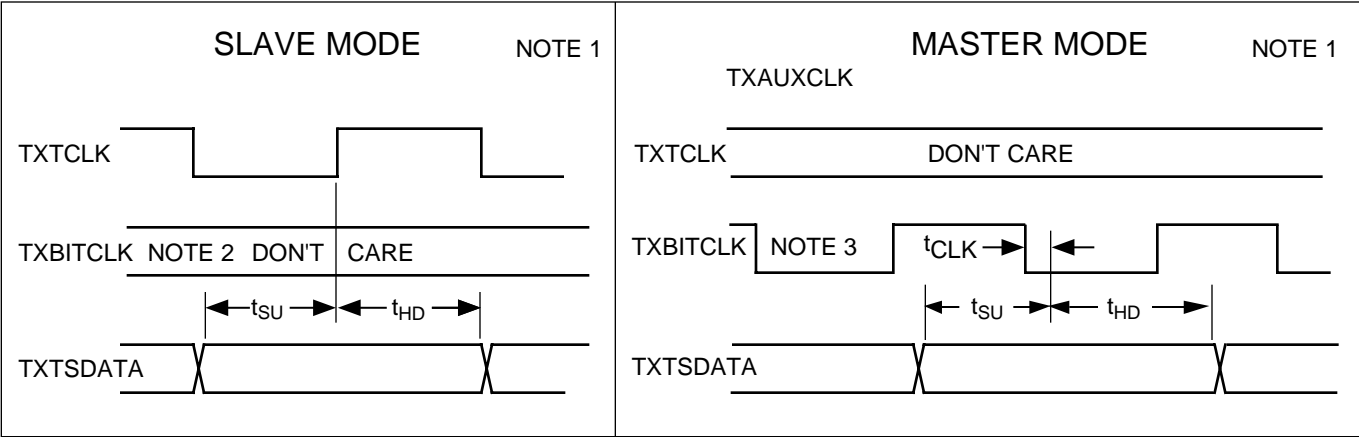 SLAVE MODE NOTE 1
TXTCLK
TXBITCLK NOTE 2 DON'T CARE
tSU tHD
TXTSDATA
MASTER MODE NOTE 1
TXAUXCLK
TXTCLK DON'T CARE
TXBITCLK NOTE 3 tCLK
tSU tHD
TXTSDATA